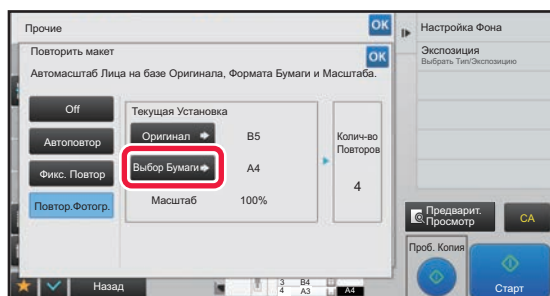 Прочие
OK
Повторить макет
OK
Автомасштаб Лица на базе Оригинала, Формата Бумаги и Масштаба.
Off
Автоповтор
Фикс. Повтор
Повтор.Фотогр.
Текущая Установка
Оригинал B5
Выбор Бумаги A4
Масштаб 100%
Колич-во
Повторов
4
Настройка Фона
Экспозиция
Выбрать Тип/Экспозицию
Предварит.
Просмотр
CA
Проб. Копия
Старт
Назад
3 B4
4 A3
A4